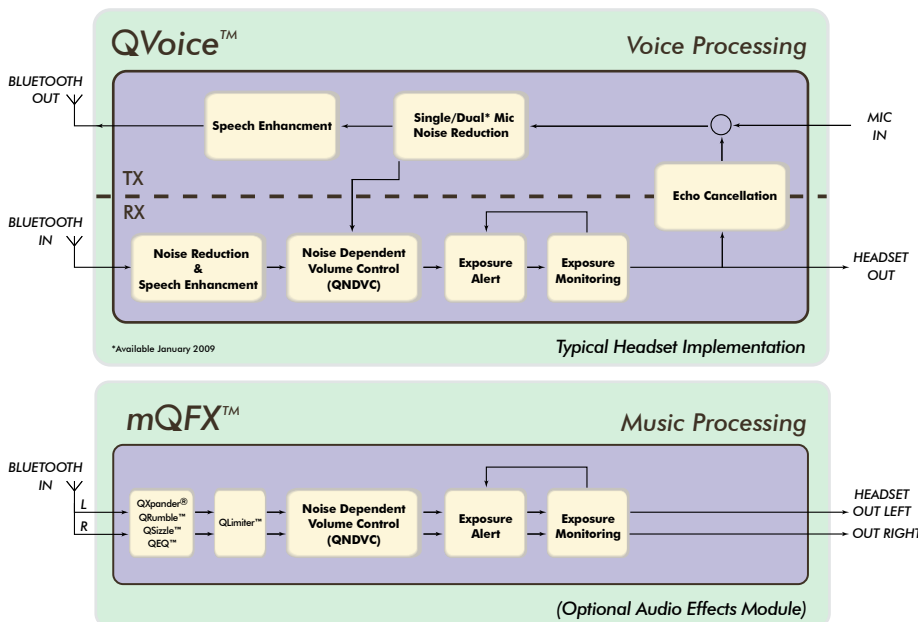 QVoice™
Voice Processing
BLUETOOTH
OUT
Speech Enhancment
Single/Dual* Mic
Noise Reduction
MIC
IN
TX
RX
Echo Cancellation
BLUETOOTH
IN
Noise Reduction
&
Speech Enhancment
Noise Dependent
Volume Control
(QNDVC)
Exposure
Alert
Exposure
Monitoring
HEADSET
OUT
*Available January 2009
Typical Headset Implementation
mQFX™
Music Processing
BLUETOOTH
IN
L
R
QXpander®
QRumble™
QSizzle™
QEQ™
QLimiter™
Noise Dependent
Volume Control
(QNDVC)
Exposure
Alert
Exposure
Monitoring
HEADSET
OUT LEFT
OUT RIGHT
(Optional Audio Effects Module)